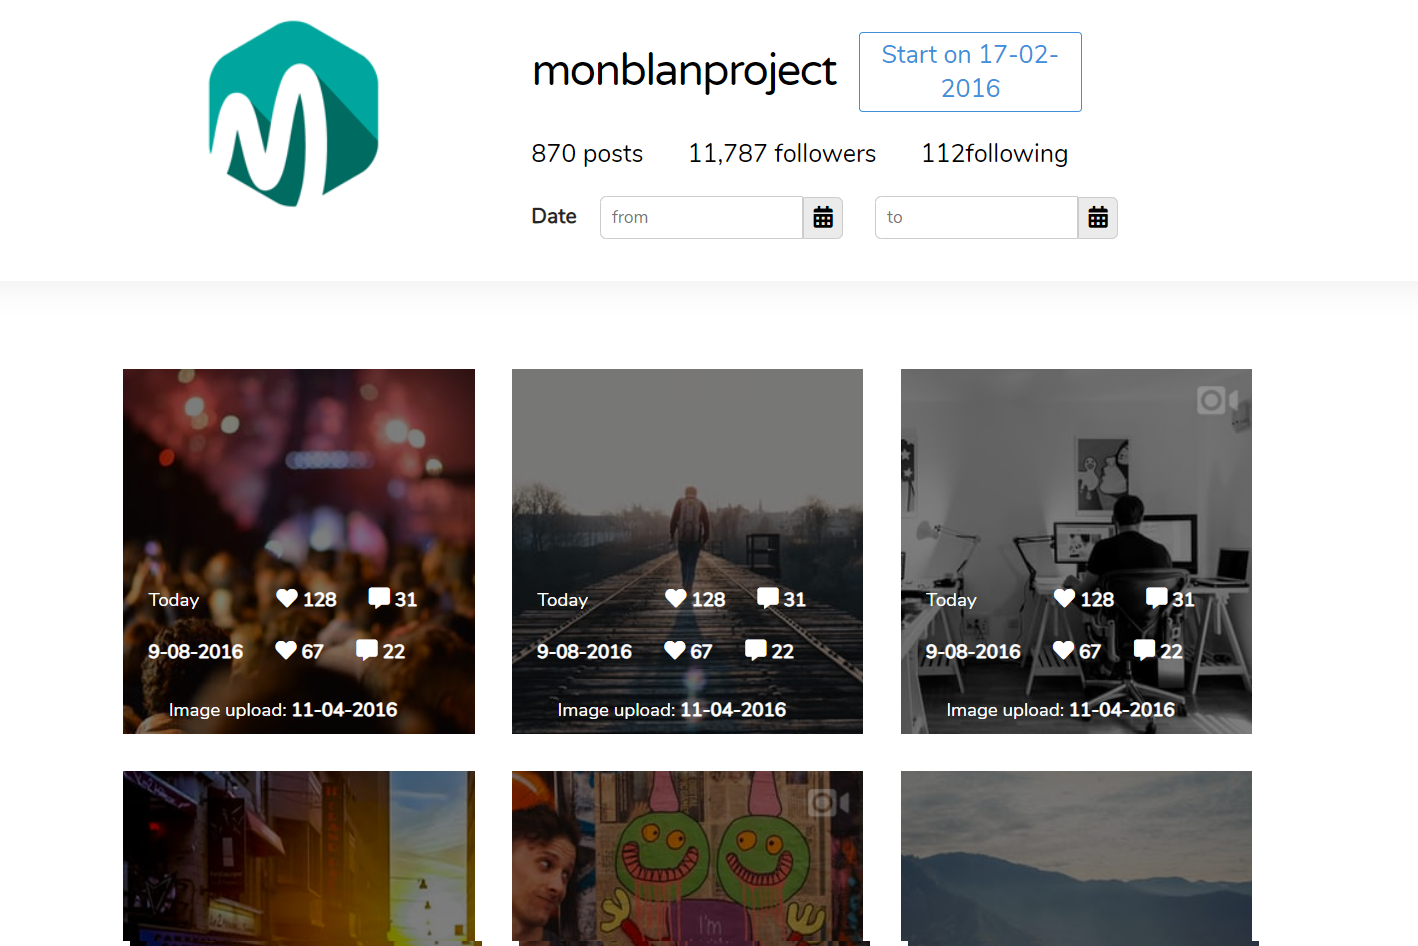 monblanproject
Start on 17-02-
2016
870 posts 11,787 followers 112following
Date from to
Today 128 31
9-08-2016 67 22
Image upload: 11-04-2016
Today 128 31
9-08-2016 67 22
Image upload: 11-04-2016
Today 128 31
9-08-2016 67 22
Image upload: 11-04-2016
I'm